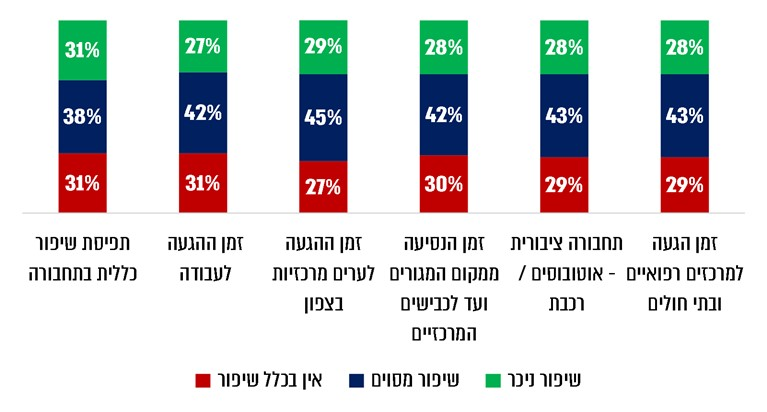 31% 27% 29% 28% 28% 28%
38% 42% 45% 42% 43% 43%
31% 31% 27% 30% 29% 29%
תפיסת שיפור
כללית בתחבורה
זמן ההגעה
לעבודה
זמן ההגעה
לערים מרכזיות
בצפון
זמן הנסיעה
ממקום המגורים
ועד לכבישים
המרכזיים
תחבורה ציבורית
- אוטובוסים /
רכבת
זמן הגעה
למרכזים רפואיים
ובתי חולים
אין בכלל שיפור
שיפור מסוים
שיפור ניכר